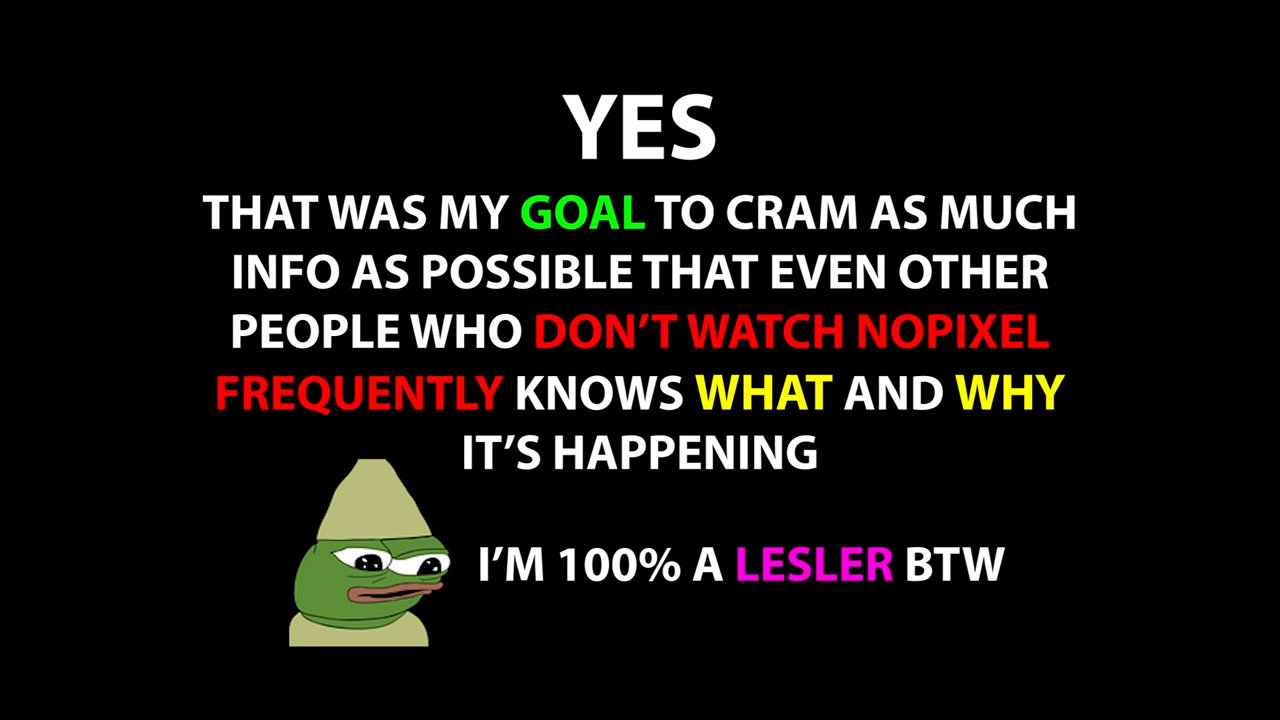 YES
THAT WAS MY GOAL TO CRAM AS MUCH
INFO AS POSSIBLE THAT EVEN OTHER
PEOPLE WHO DON’T WATCH NOPIXEL
FREQUENTLY KNOWS WHAT AND WHY
IT’S HAPPENING
I’M 100% A LESLER BTW